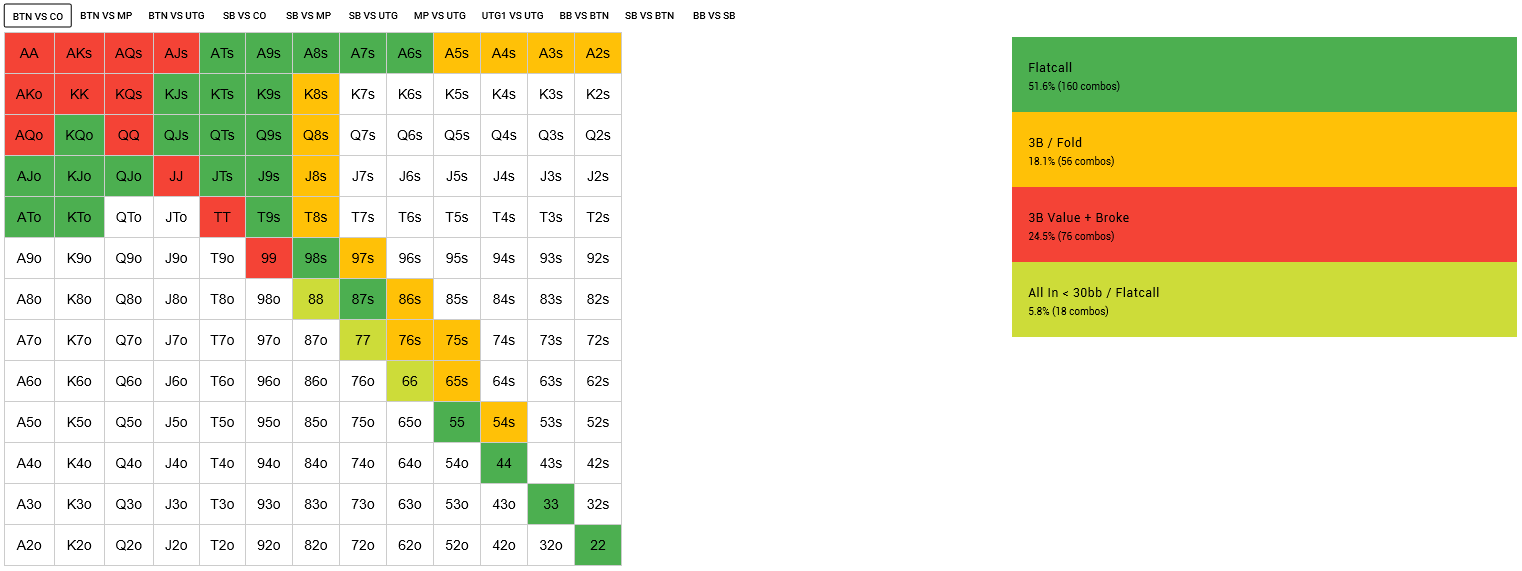 BTN VS CO BTN VS MP BTN VS UTG SB VS CO SB VS MP SB VS UTG MP VS UTG UTG1 VS UTG BB VS BTN SB VS BTN BB VS SB
AA AKs AQs AJs ATs A9s A8s A7s A6s A5s A4s A3s A2s
AKo KK KQs KJs KTs K9s K8s K7s K6s K5s K4s K3s K2s
AQo KQo QQ QJs QTs Q9s Q8s Q7s Q6s Q5s Q4s Q3s Q2s
AJo KJo QJo JJ JTs J9s J8s J7s J6s J5s J4s J3s J2s
ATo KTo QTo JTo TT T9s T8s T7s T6s T5s T4s T3s T2s
A9o K9o Q9o J9o T9o 99 98s 97s 96s 95s 94s 93s 92s
A8o K8o Q8o J8o T8o 98o 88 87s 86s 85s 84s 83s 82s
A7o K7o Q7o J7o T7o 97o 87o 77 76s 75s 74s 73s 72s
A6o K6o Q6o J6o T6o 96o 86o 76o 66 65s 64s 63s 62s
A5o K5o Q5o J5o T5o 95o 85o 75o 65o 55 54s 53s 52s
A4o K4o Q4o J4o T4o 94o 84o 74o 64o 54o 44 43s 42s
A3o K3o Q3o J3o T3o 93o 83o 73o 63o 53o 43o 33 32s
A2o K2o Q2o J2o T2o 92o 82o 72o 62o 52o 42o 32o 22
Flatcall
51.6% (160 combos)
3B / Fold
18.1% (56 combos)
3B Value + Broke
24.5% (76 combos)
All In < 30bb / Flatcall
5.8% (18 combos)